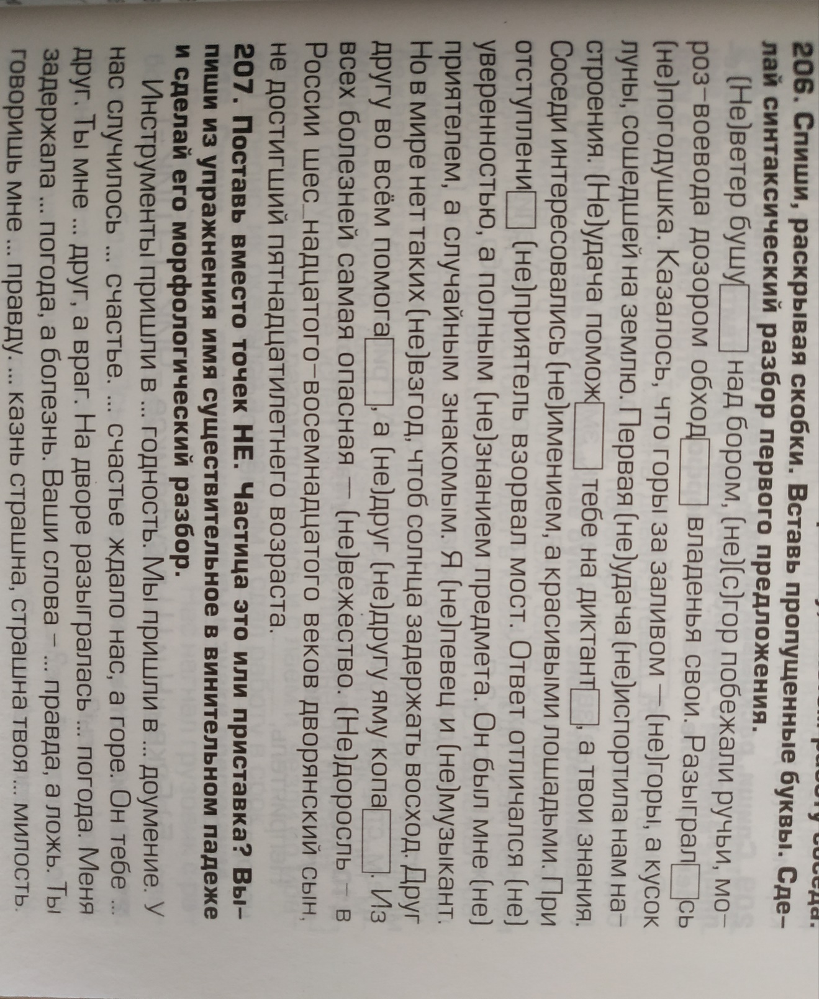 206. Спиши, раскрывая скобки. Вставь пропущенные буквы. Сде-
лай синтаксический разбор первого предложения.
(Не)ветер бушу над бором, (не)(с)гор побежали ручьи, мо-
роз-воевода дозором обход владенья свои. Разыграл сь
(не)погодушка. Казалось, что горы за заливом — (не)горы, а кусок
луны, сошедшей на землю. Первая (не)удача (не)испортила нам на-
строения. (Не)удача помож тебе на диктант , а твои знания.
Соседи интересовались (не)имением, а красивыми лошадьми. При
отступлени (не)приятель взорвал мост. Ответ отличался (не)
уверенностью, а полным (не)знанием предмета. Он был мне (не)
приятелем, а случайным знакомым. Я (не)певец и (не)музыкант.
Но в мире нет таких (не)взгод, чтоб солнца задержать восход. Друг
другу во всём помога , а (не)друг (не)другу яму копа . Из
всех болезней самая опасная — (не)вежество. (Не)доросль - в
России шес_надцатого-восемнадцатого веков дворянский сын,
не достигший пятнадцатилетнего возраста.
207. Поставь вместо точек НЕ. Частица это или приставка? Вы-
пиши из упражнения имя существительное в винительном падеже
и сделай его морфологический разбор.
Инструменты пришли в ... годность. Мы пришли в ... доумение. У
нас случилось ... счастье. ... счастье ждало нас, а горе. Он тебе ...
друг. Ты мне ... друг, а враг. На дворе разыгралась ... погода. Меня
задержала ... погода, а болезнь. Ваши слова - ... правда, а ложь. Ты
говоришь мне ... правду. ... казнь страшна, страшна твоя ... милость.